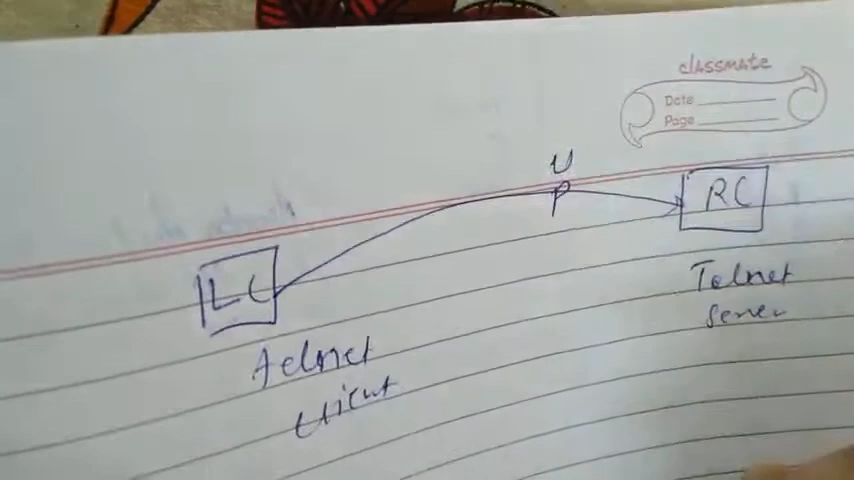 classmate
Date
Page
U
P
RC
LC
Telnet
server
Telnet
client